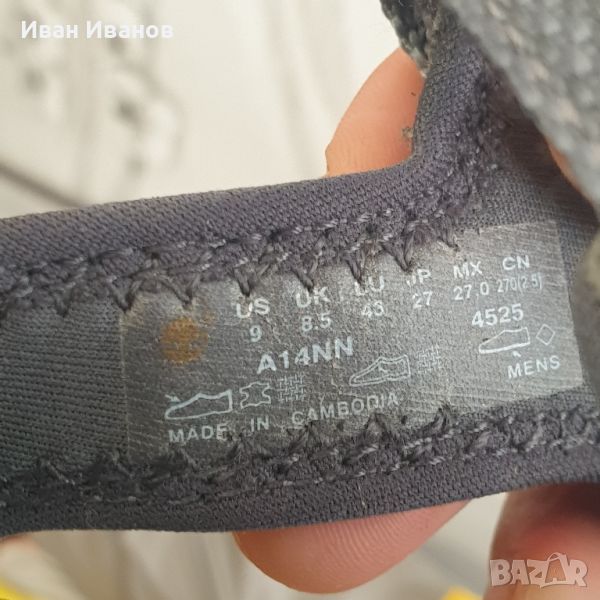 Иван Иванов
US UK EU JP MX CN
9 8.5 43 27 27.0 270(2.5)
A14NN 4525
MENS
MADE IN CAMBODIA
BAZAR